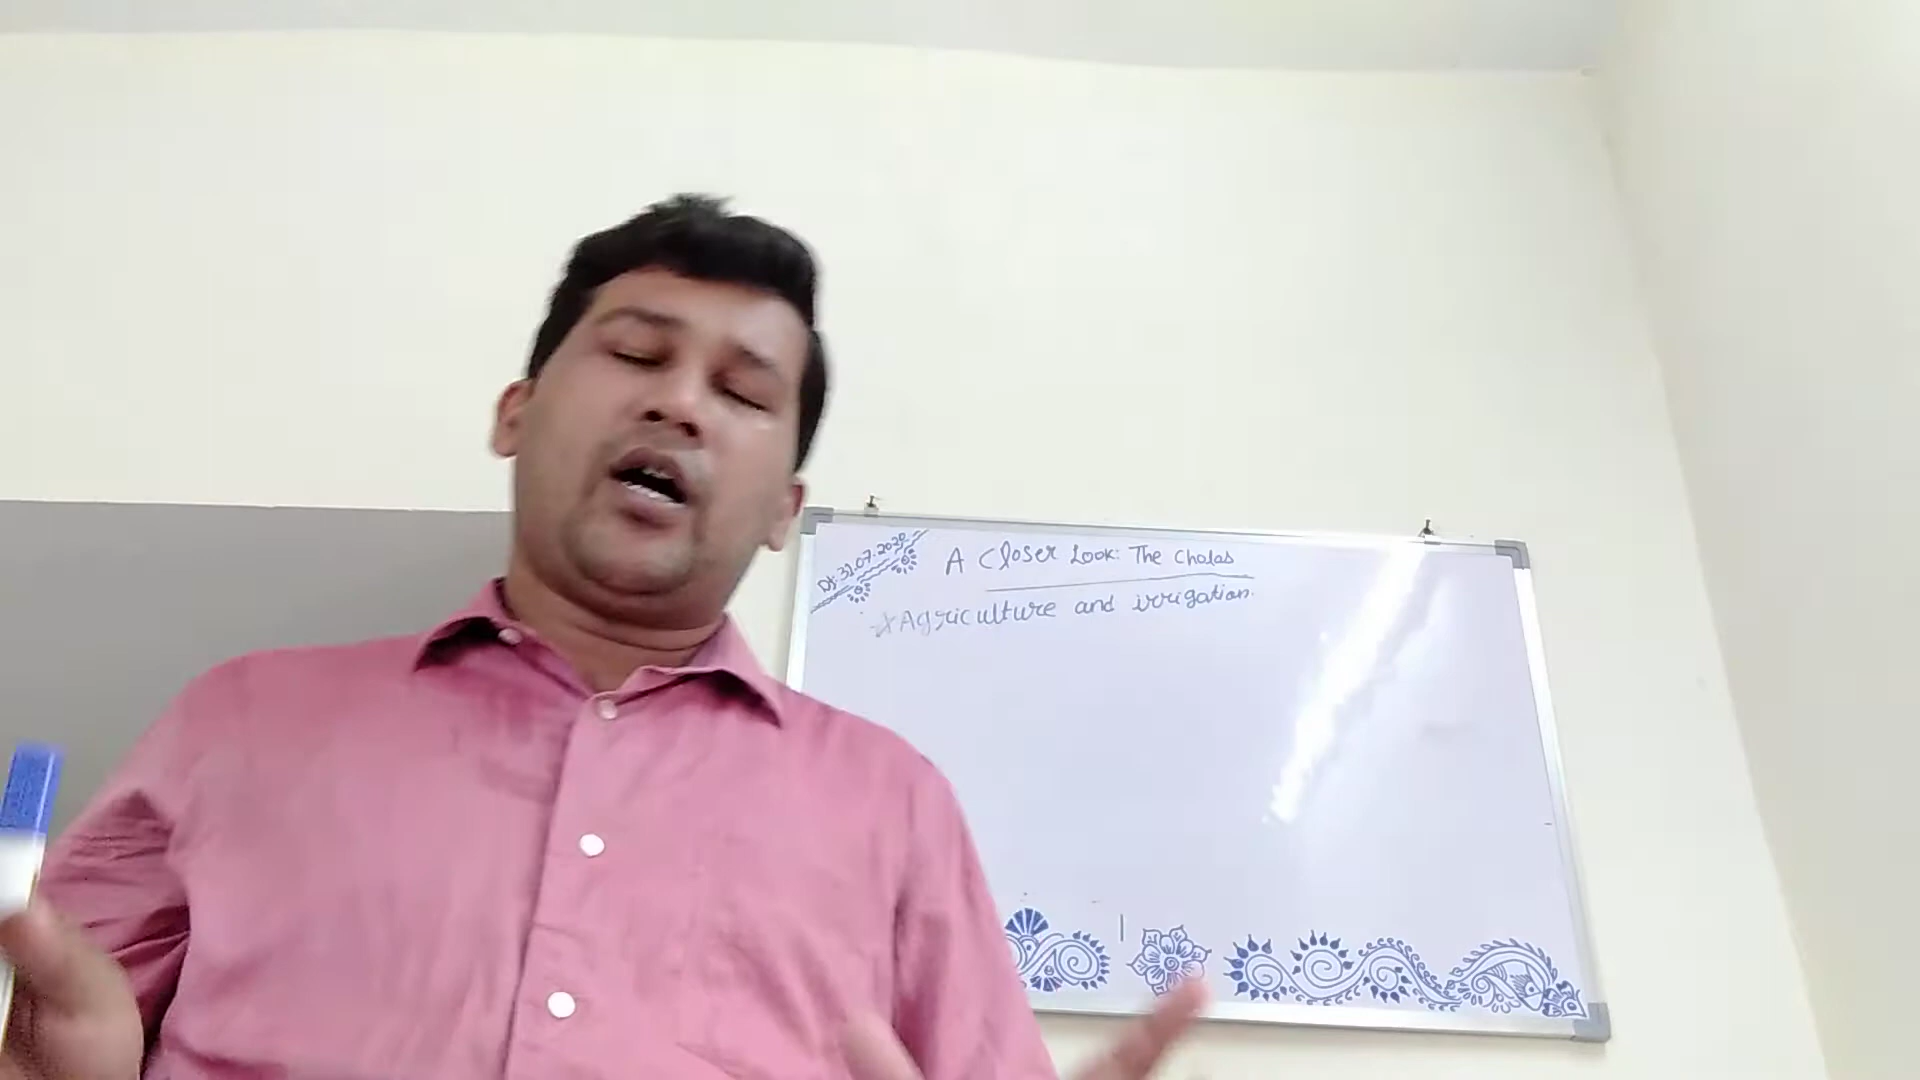 Dt: 31.07.2020
A Closer Look: The Cholas
Agriculture and irrigation.